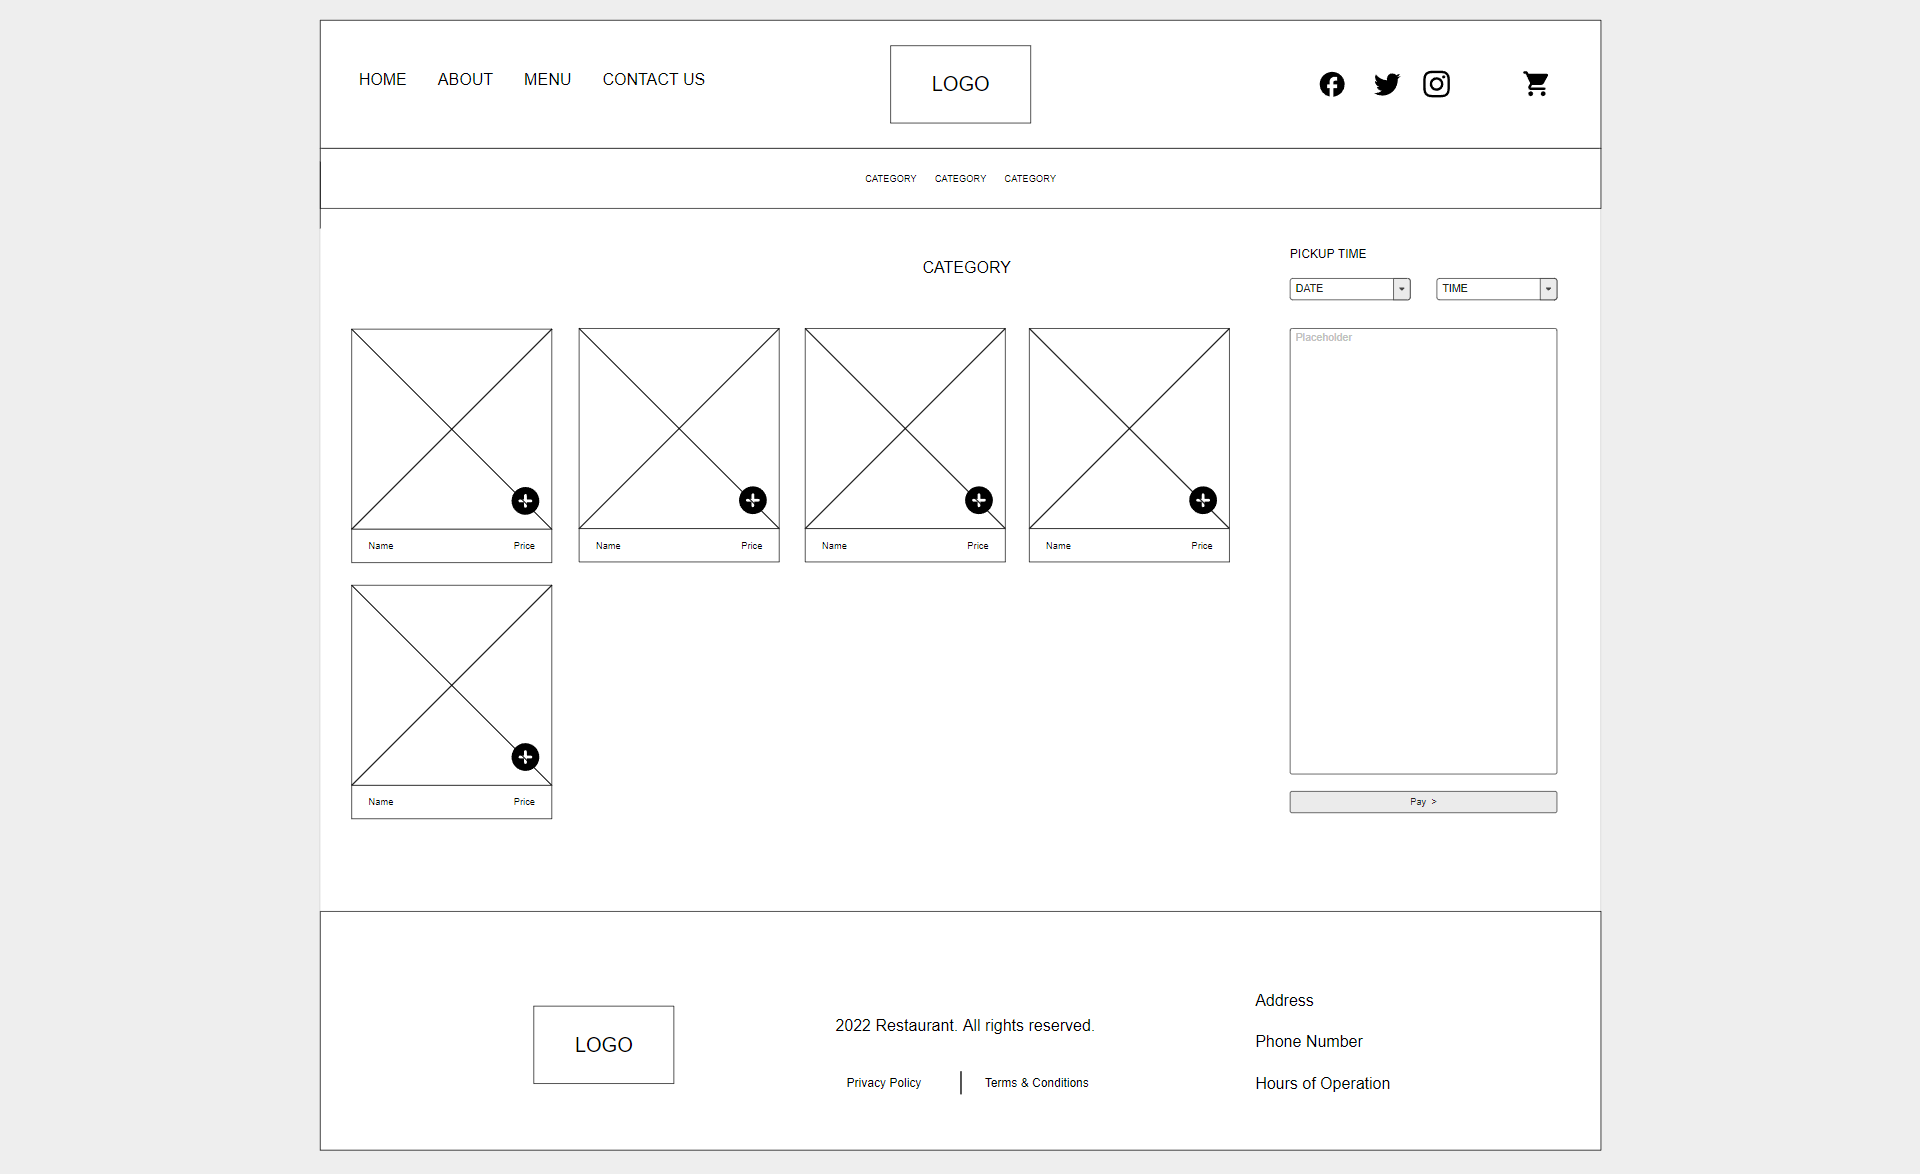 HOME ABOUT MENU CONTACT US
LOGO
CATEGORY CATEGORY CATEGORY
CATEGORY
PICKUP TIME
DATE TIME
Placeholder
Name Price
Name Price
Name Price
Name Price
Name Price
Pay >
LOGO
2022 Restaurant. All rights reserved.
Privacy Policy
Terms & Conditions
Address
Phone Number
Hours of Operation